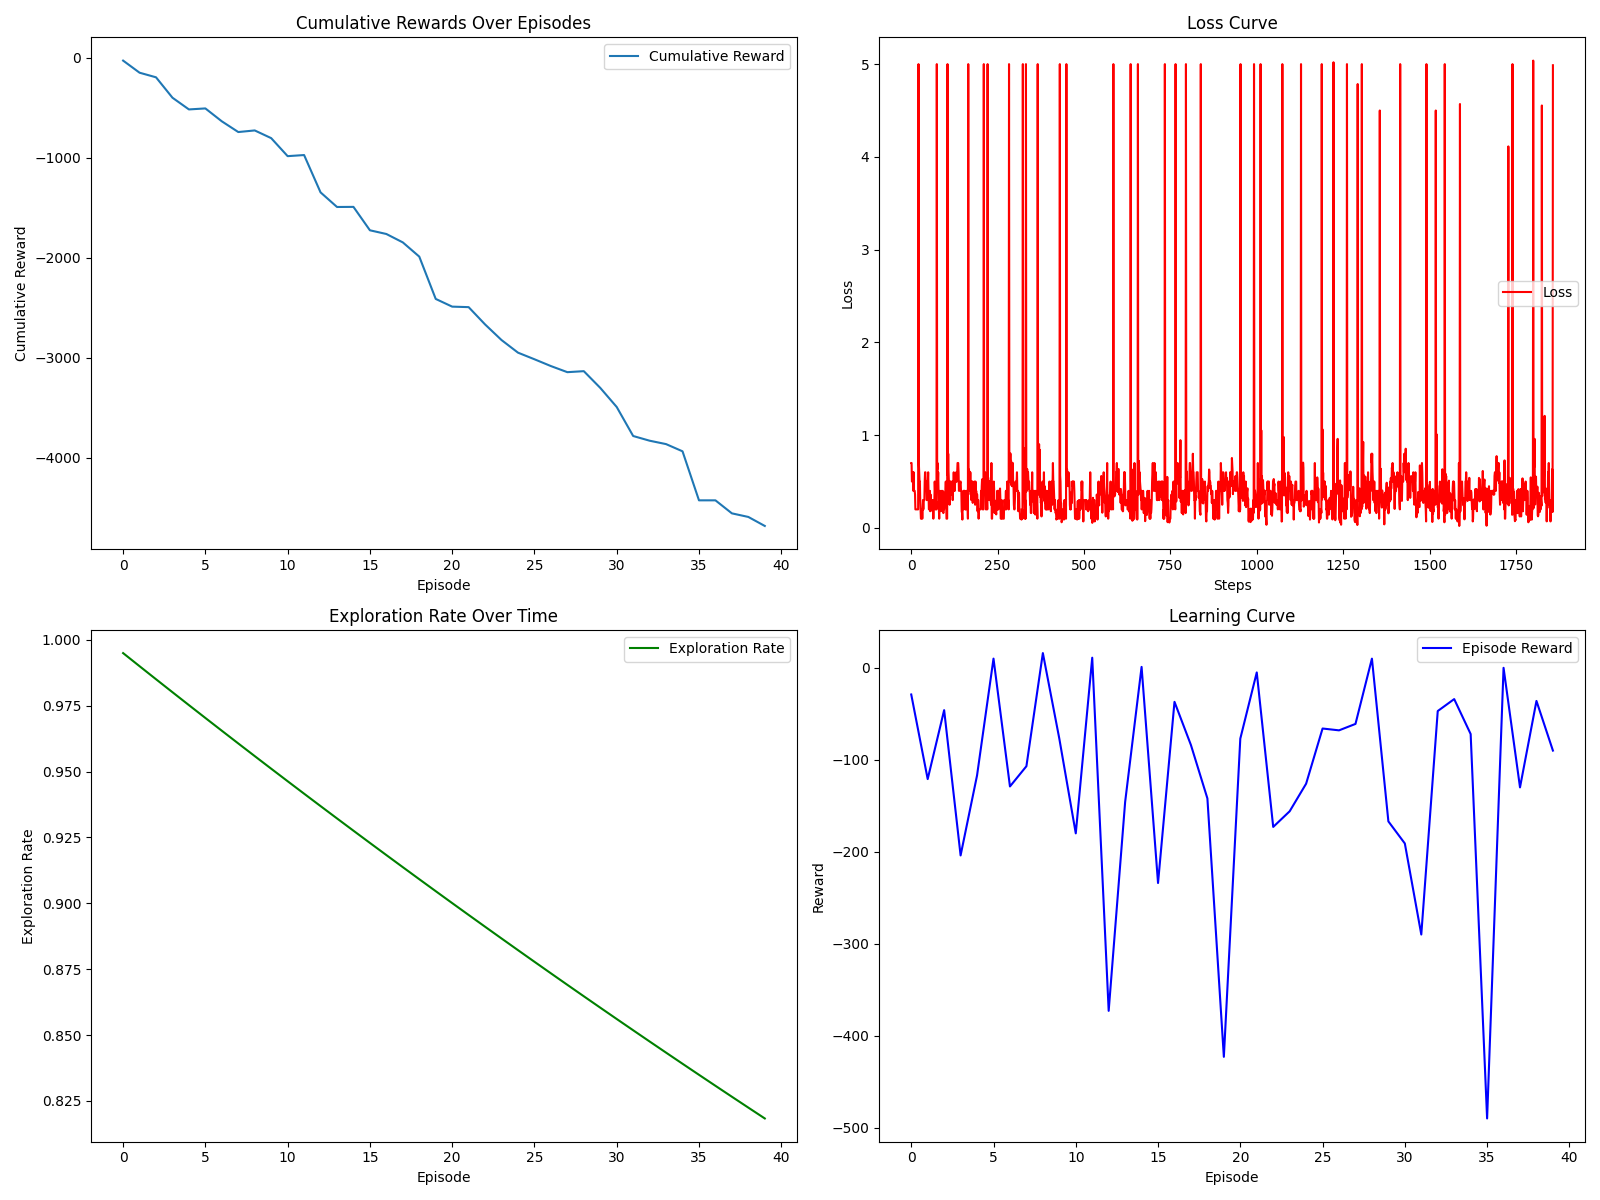 Cumulative Rewards Over Episodes
Cumulative Reward
Cumulative Reward
0
−1000
−2000
−3000
−4000
0 5 10 15 20 25 30 35 40
Episode
Loss Curve
Loss
Loss
5
4
3
2
1
0
0 250 500 750 1000 1250 1500 1750
Steps
Exploration Rate Over Time
Exploration Rate
Exploration Rate
1.000
0.975
0.950
0.925
0.900
0.875
0.850
0.825
0 5 10 15 20 25 30 35 40
Episode
Learning Curve
Episode Reward
Reward
0
−100
−200
−300
−400
−500
0 5 10 15 20 25 30 35 40
Episode